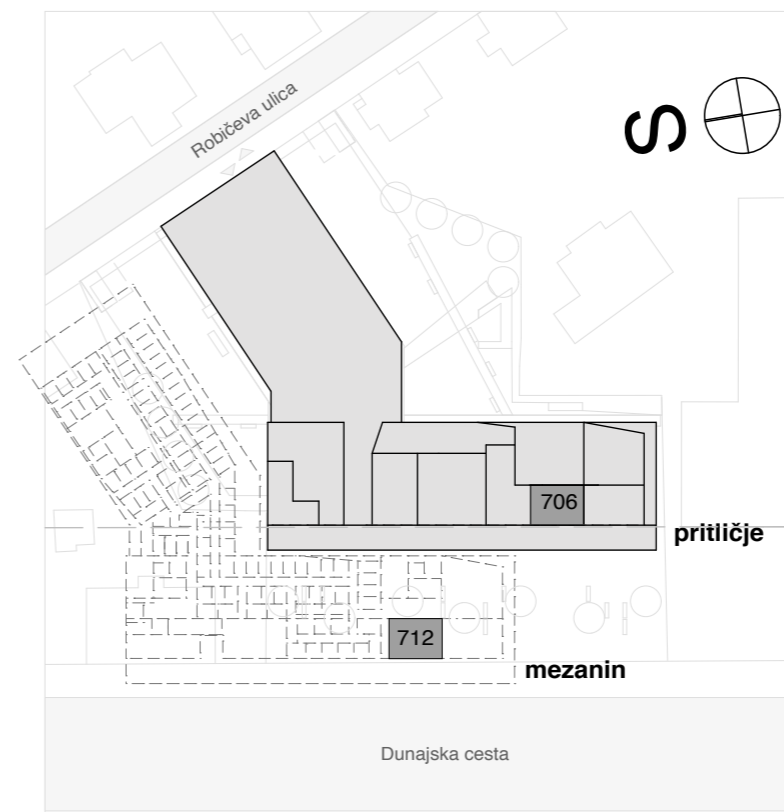 Robičeva ulica
S
706
pritličje
712
mezanin
Dunajska cesta